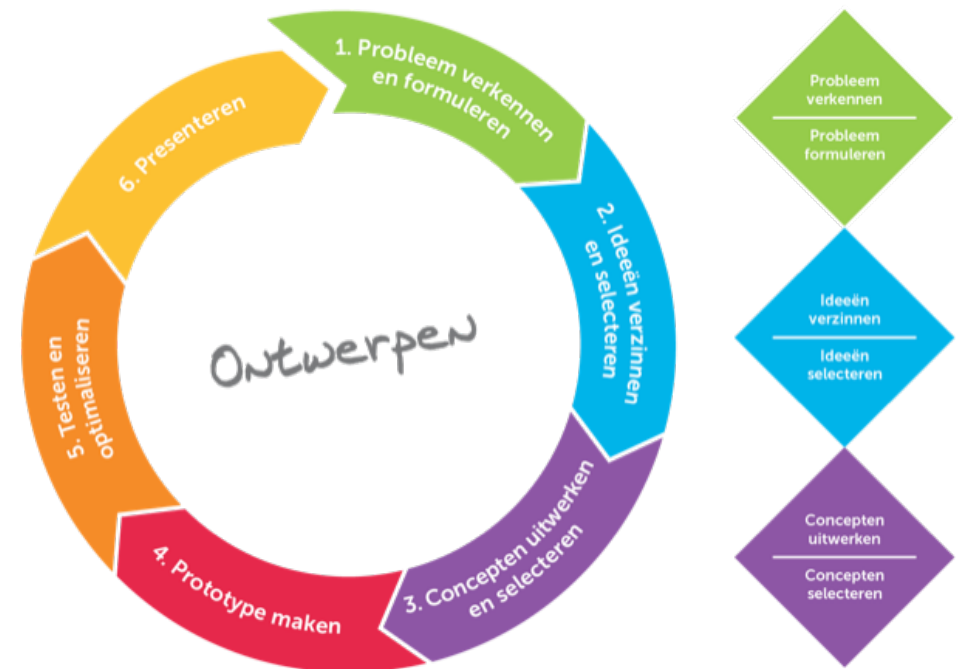 1. Probleem verkennen
en formuleren
2. Ideeën verzinnen
en selecteren
3. Concepten uitwerken
en selecteren
4. Prototype maken
5. Testen en
optimaliseren
6. Presenteren
Ontwerpen
Probleem
verkennen
Probleem
formuleren
Ideeën
verzinnen
Ideeën
selecteren
Concepten
uitwerken
Concepten
selecteren